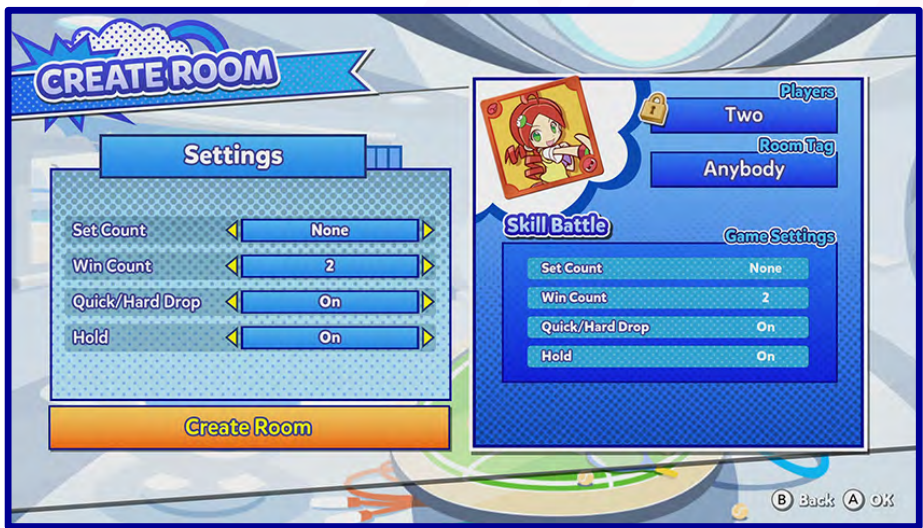 CREATE ROOM
Settings
Set Count None
Win Count 2
Quick/Hard Drop On
Hold On
Create Room
Players
Two
Room Tag
Anybody
Skill Battle
Game Settings
Set Count None
Win Count 2
Quick/Hard Drop On
Hold On
B Back A OK